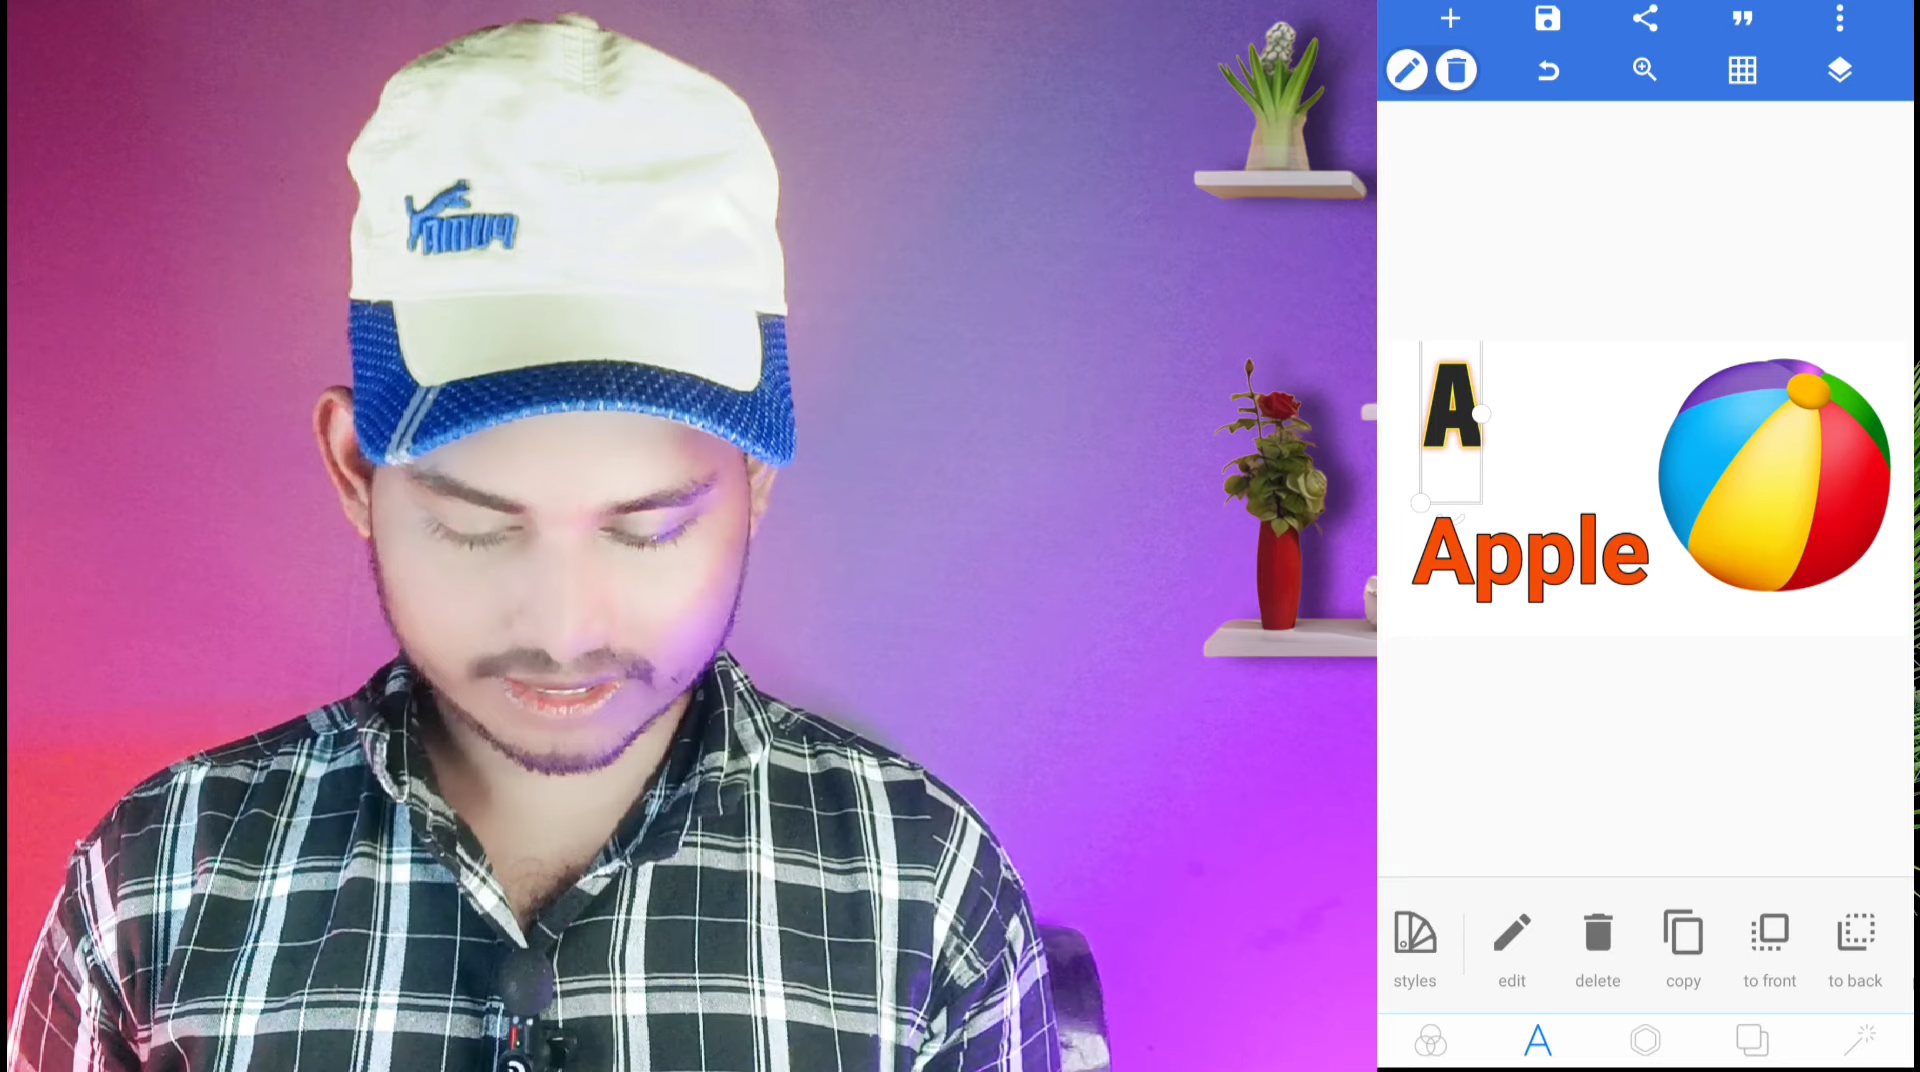 A
Apple
styles
edit
delete
copy
to front
to back
A